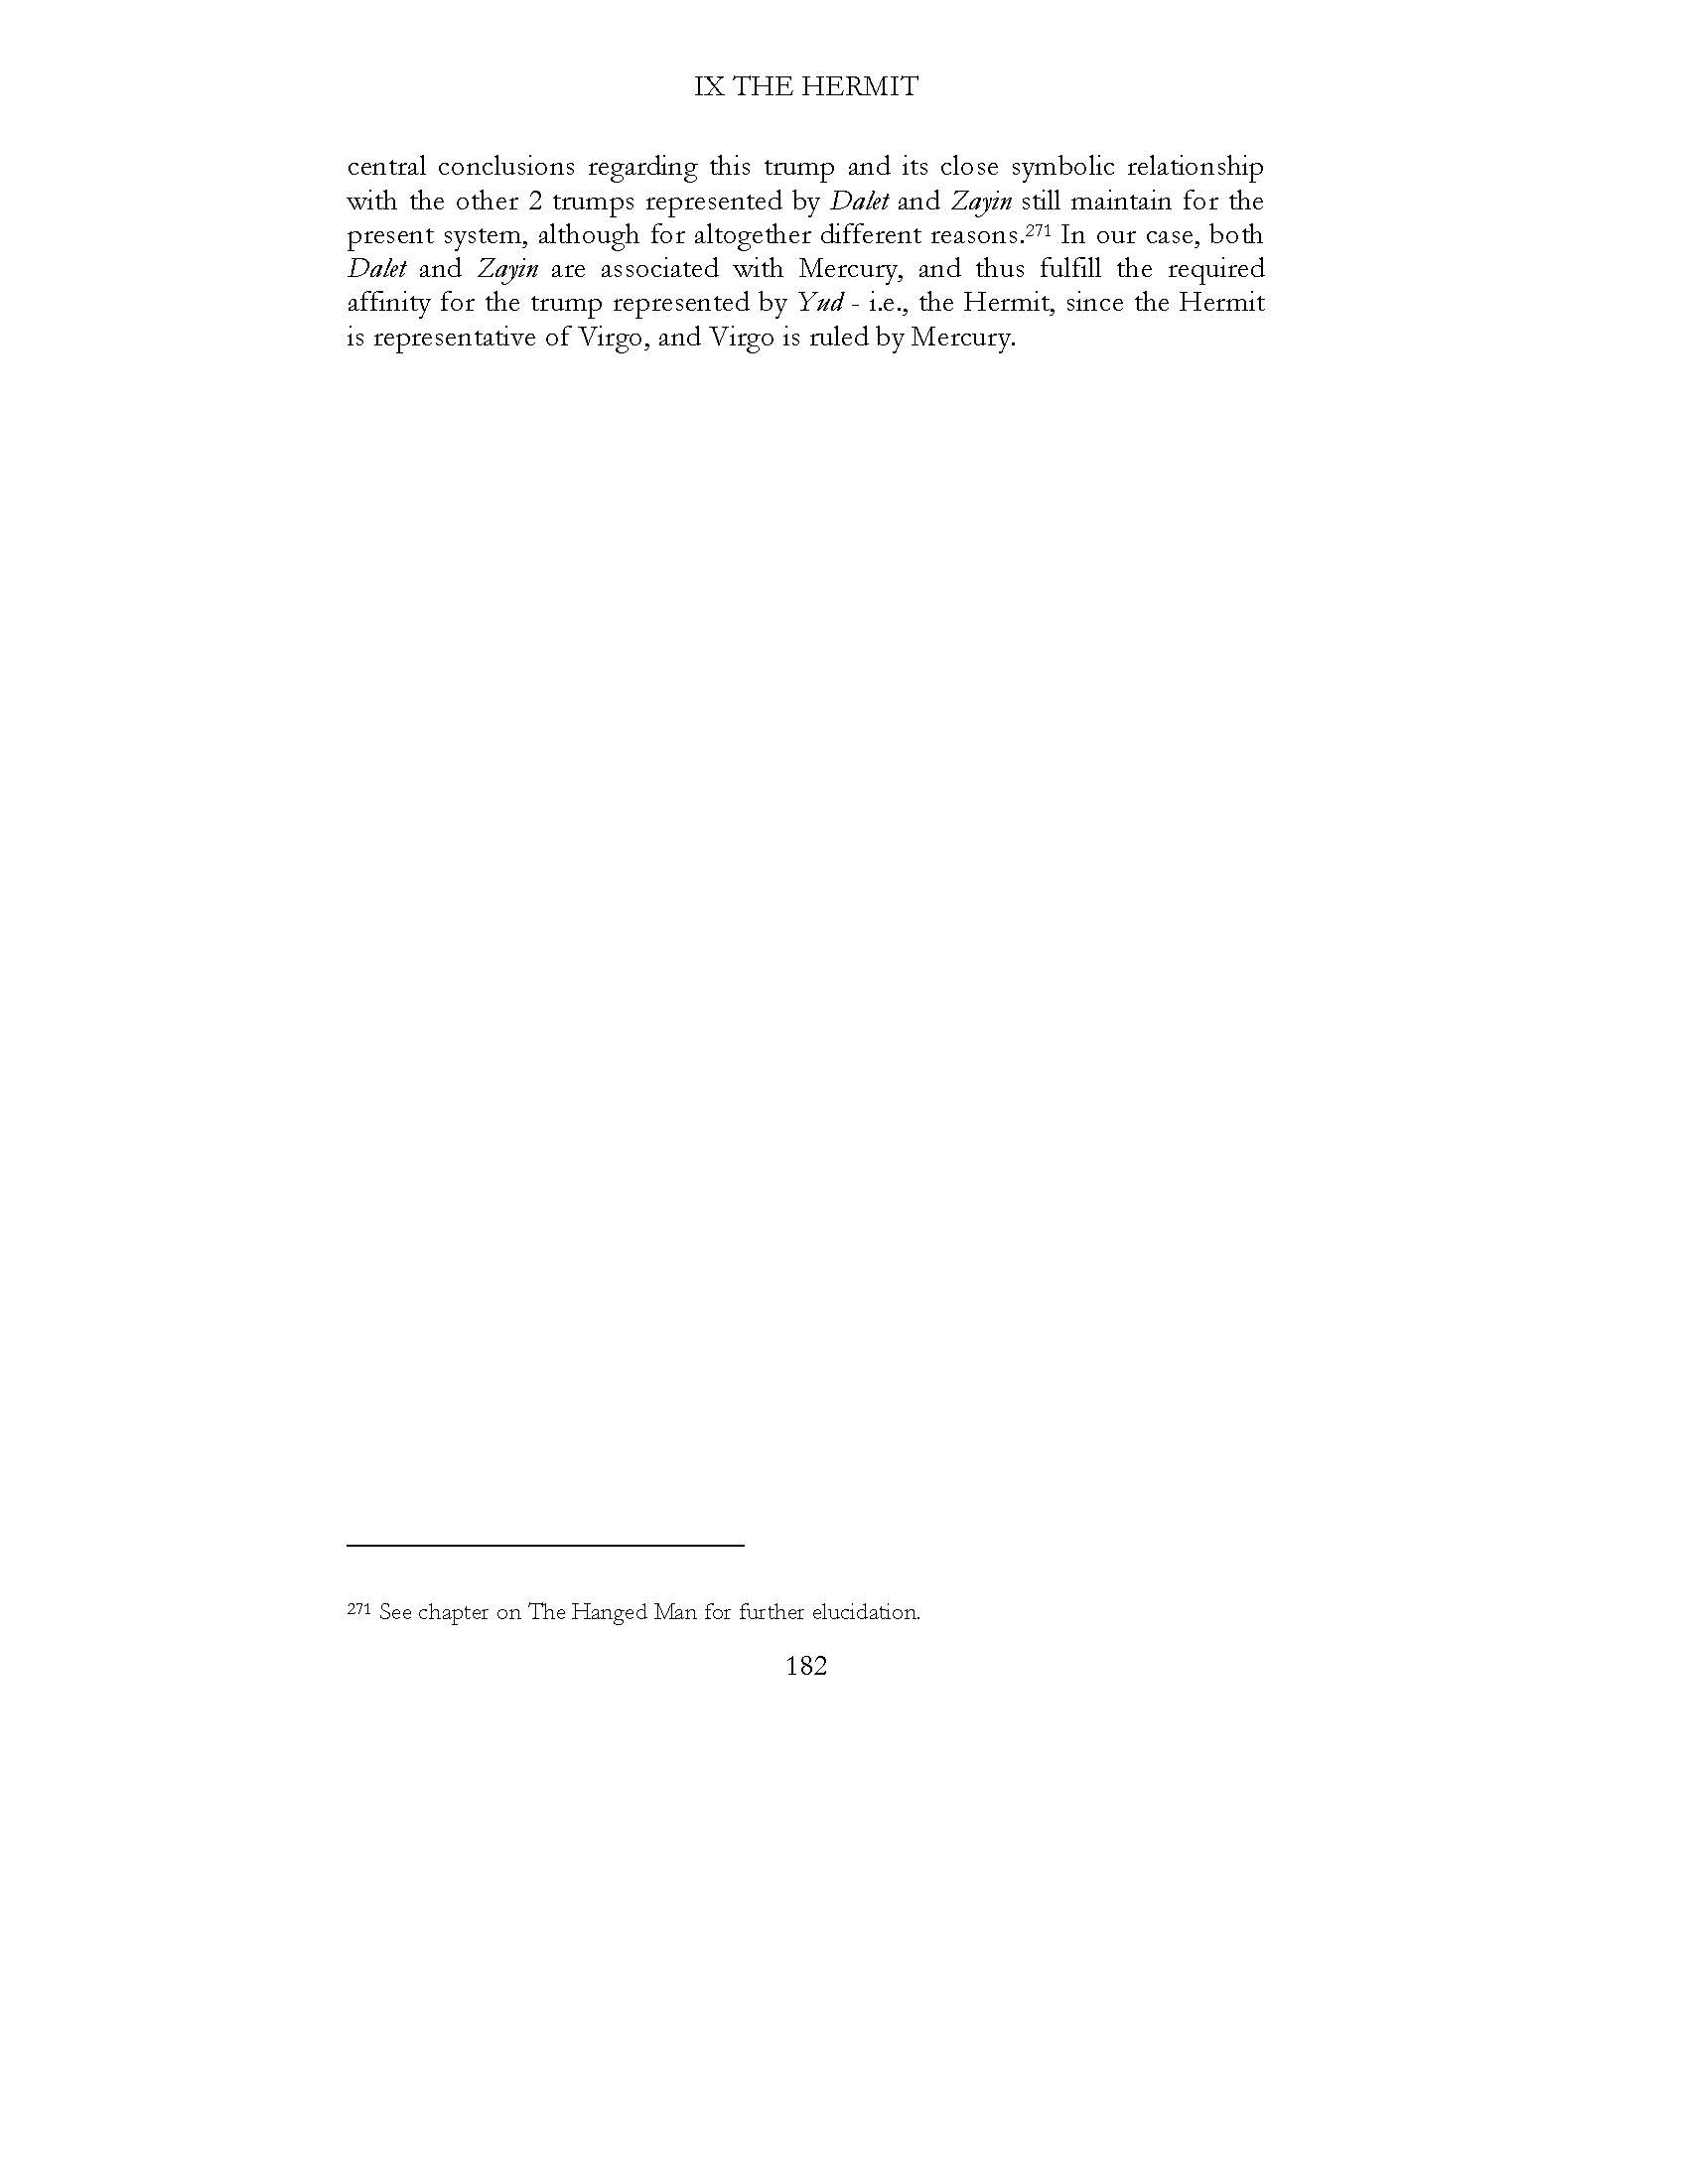 IX THE HERMIT
central conclusions regarding this trump and its close symbolic relationship
with the other 2 trumps represented by Dalet and Zayin still maintain for the
present system, although for altogether different reasons.271 In our case, both
Dalet and Zayin are associated with Mercury, and thus fulfill the required
affinity for the trump represented by Yud - i.e., the Hermit, since the Hermit
is representative of Virgo, and Virgo is ruled by Mercury.
271 See chapter on The Hanged Man for further elucidation.
182